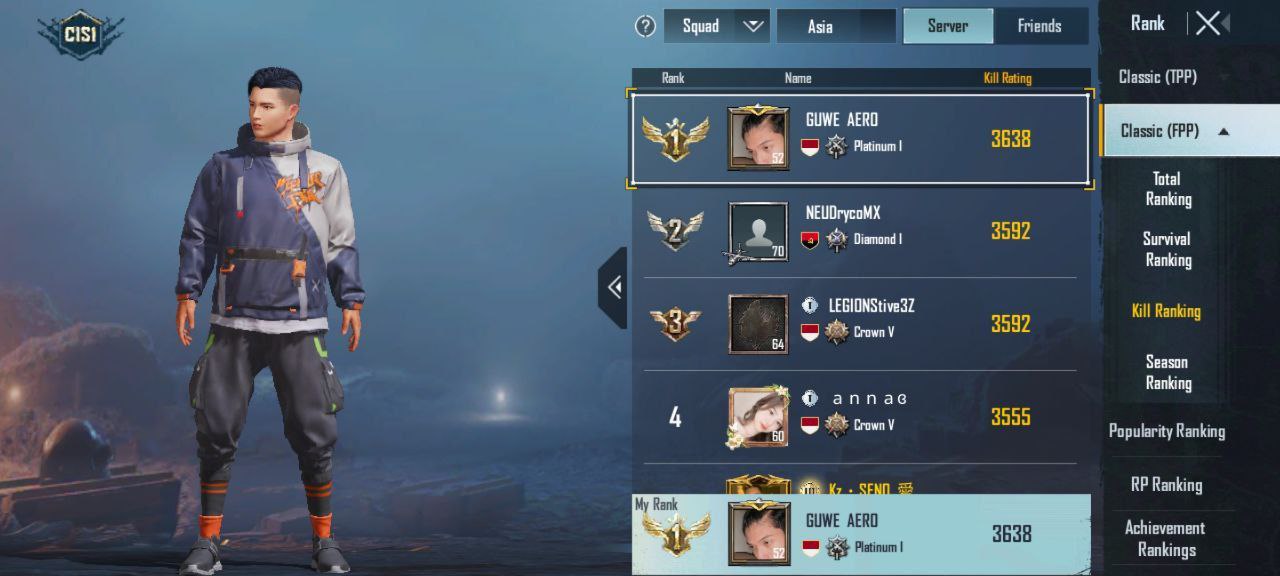 C1S1
? Squad Asia Server Friends
Rank Name Kill Rating
1 GUWE AERO 3638
52 Platinum I
2 NEUDrycoMX 3592
70 Diamond I
3 LEGIONStive3Z 3592
64 Crown V
4 a n n a ɞ 3555
60 Crown V
Kz · SENO 愛
My Rank
1 GUWE AERO 3638
52 Platinum I
Rank
Classic (TPP)
Classic (FPP)
Total
Ranking
Survival
Ranking
Kill Ranking
Season
Ranking
Popularity Ranking
RP Ranking
Achievement
Rankings